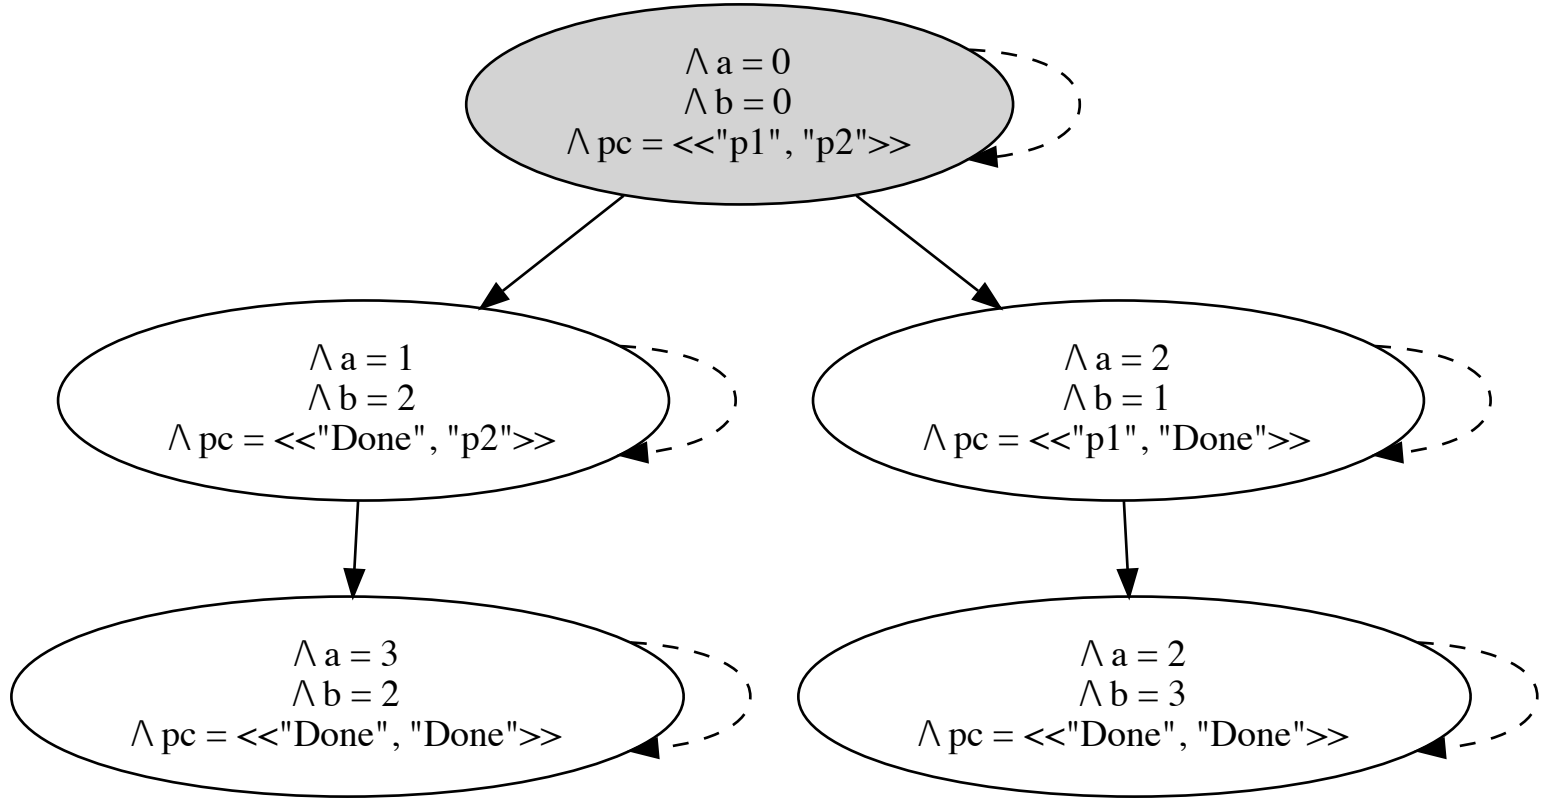 /\ a = 0
/\ b = 0
/\ pc = <<"p1", "p2">>
/\ a = 1
/\ b = 2
/\ pc = <<"Done", "p2">>
/\ a = 2
/\ b = 1
/\ pc = <<"p1", "Done">>
/\ a = 3
/\ b = 2
/\ pc = <<"Done", "Done">>
/\ a = 2
/\ b = 3
/\ pc = <<"Done", "Done">>